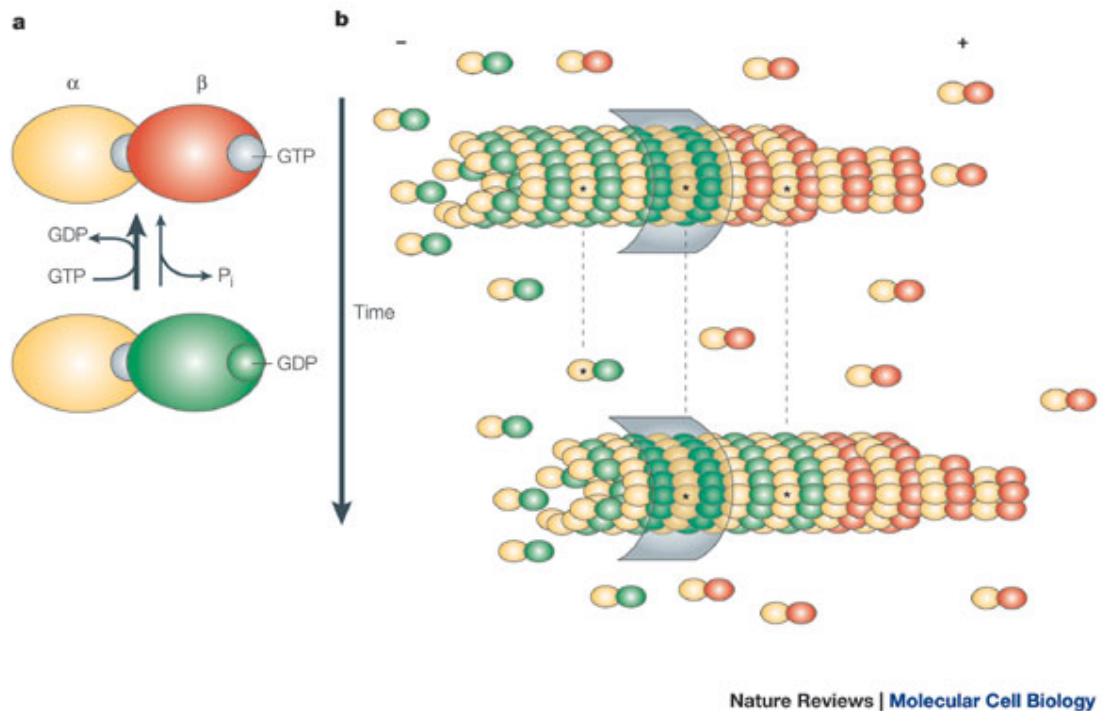 a
b
α
β
GTP
GDP
GTP
Pi
GDP
–
+
Time
*
*
*
*
*
*
Nature Reviews | Molecular Cell Biology